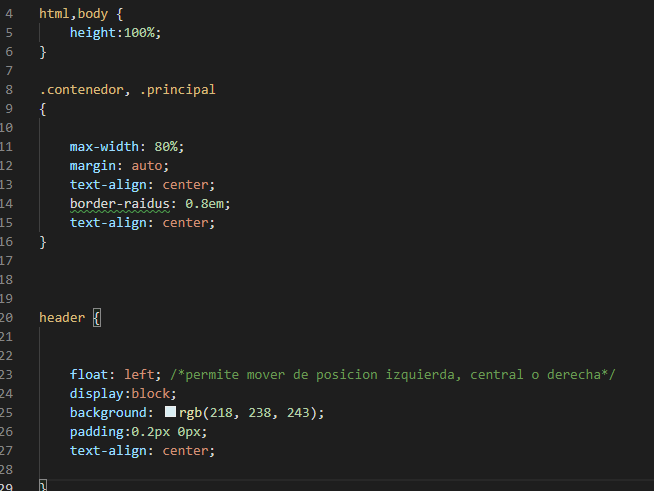 4 html,body {
5 height:100%;
6 }
7
8 .contenedor, .principal
9 {
10
11 max-width: 80%;
12 margin: auto;
13 text-align: center;
14 border-raidus: 0.8em;
15 text-align: center;
16 }
17
18
19
20 header {
21
22
23 float: left; /*permite mover de posicion izquierda, central o derecha*/
24 display:block;
25 background: rgb(218, 238, 243);
26 padding:0.2px 0px;
27 text-align: center;
28
29 }